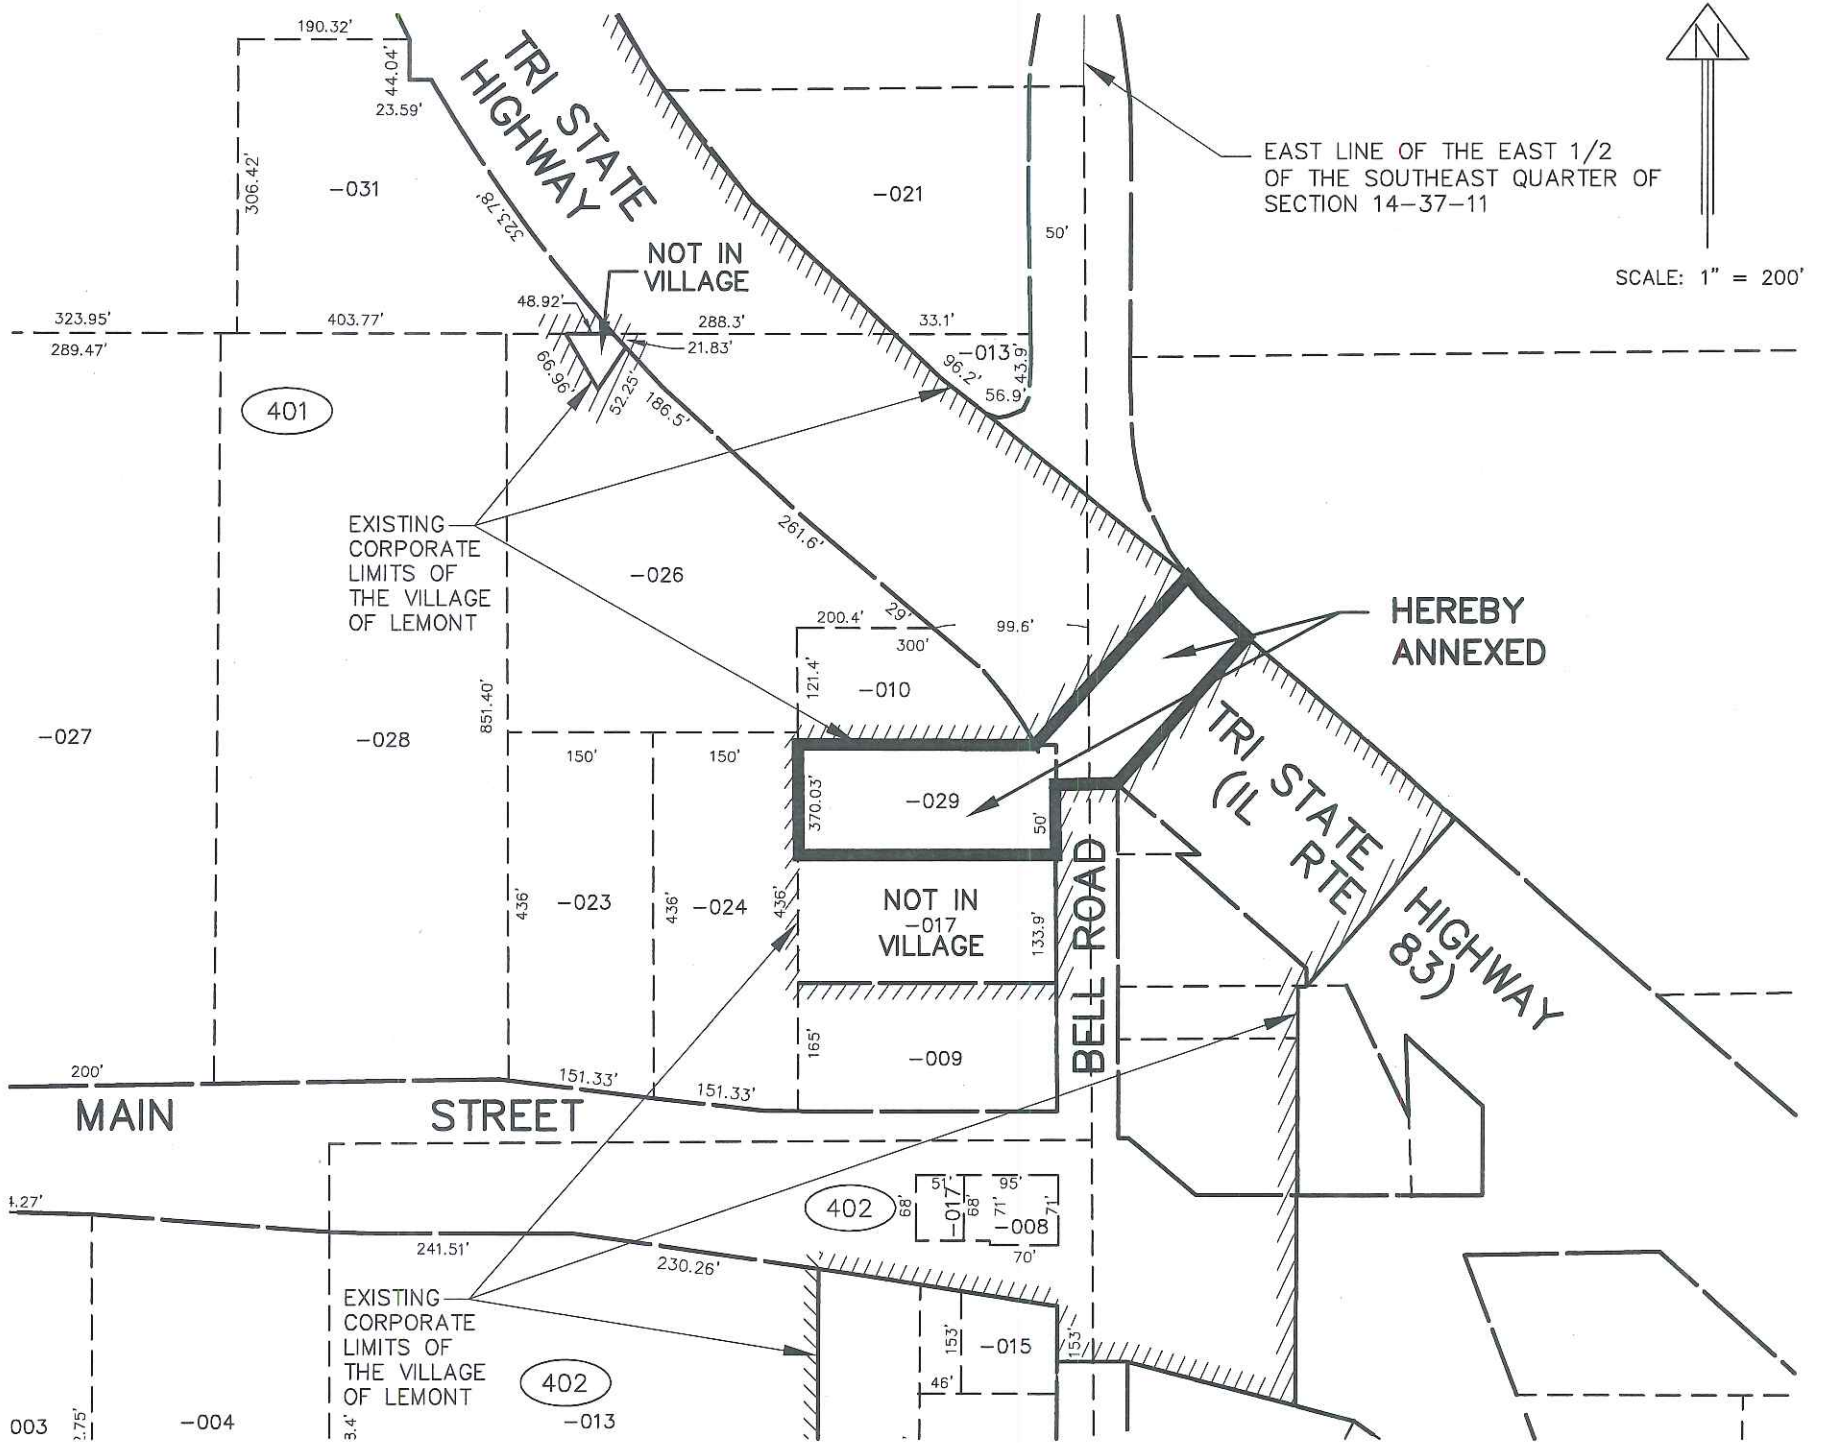 190.32'
44.04'
23.59'
306.42'
-031
323.78'
TRI STATE
HIGHWAY
-021
50'
N
EAST LINE OF THE EAST 1/2
OF THE SOUTHEAST QUARTER OF
SECTION 14-37-11
SCALE: 1" = 200'
NOT IN
VILLAGE
48.92'
323.95'
403.77'
288.3'
33.1'
289.47'
21.83'
-013
43.9'
96.2'
56.9'
66.96'
52.25'
186.5'
401
EXISTING
CORPORATE
LIMITS OF
THE VILLAGE
OF LEMONT
261.6'
-026
29'
200.4'
300'
99.6'
121.4'
-010
HEREBY
ANNEXED
851.40'
-027
-028
150'
150'
370.03'
-029
50'
TRI STATE HIGHWAY
(IL RTE 83)
436'
-023
436'
-024
436'
NOT IN
-017
VILLAGE
133.9'
BELL ROAD
165'
-009
200'
151.33'
151.33'
MAIN STREET
402
68'
51'
-017
68'
95'
71'
-008
71'
70'
4.27'
241.51'
230.26'
EXISTING
CORPORATE
LIMITS OF
THE VILLAGE
OF LEMONT
153'
-015
153'
46'
402
003
2.75'
-004
3.4'
-013